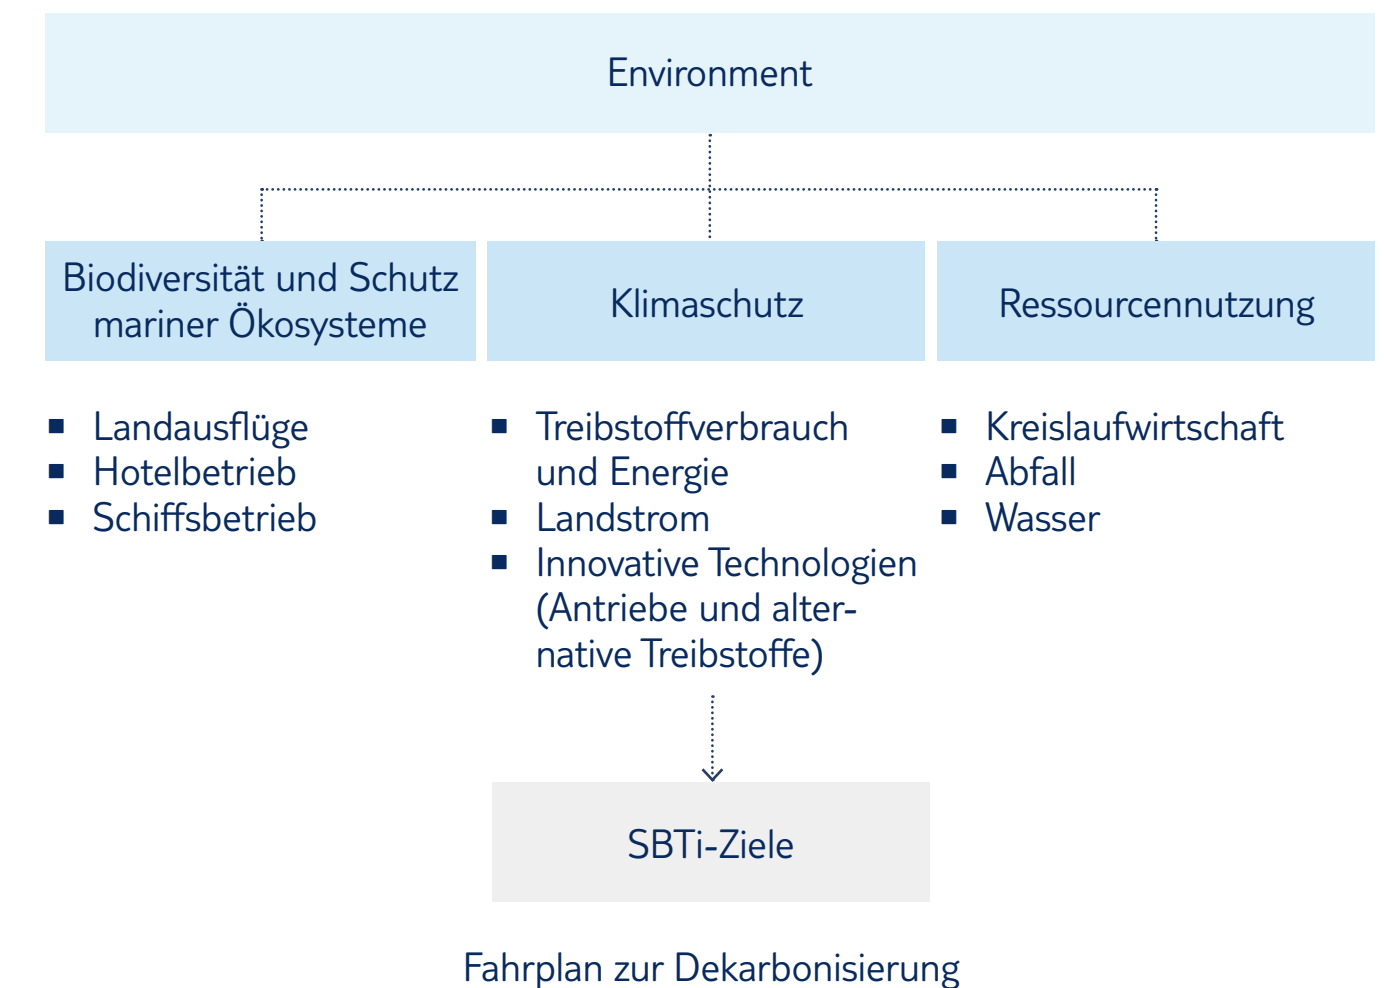 Environment
Biodiversität und Schutz
mariner Ökosysteme
Klimaschutz
Ressourcennutzung
▪ Landausflüge
▪ Hotelbetrieb
▪ Schiffsbetrieb
▪ Treibstoffverbrauch
und Energie
▪ Landstrom
▪ Innovative Technologien
(Antriebe und alter-
native Treibstoffe)
▪ Kreislaufwirtschaft
▪ Abfall
▪ Wasser
SBTi-Ziele
Fahrplan zur Dekarbonisierung